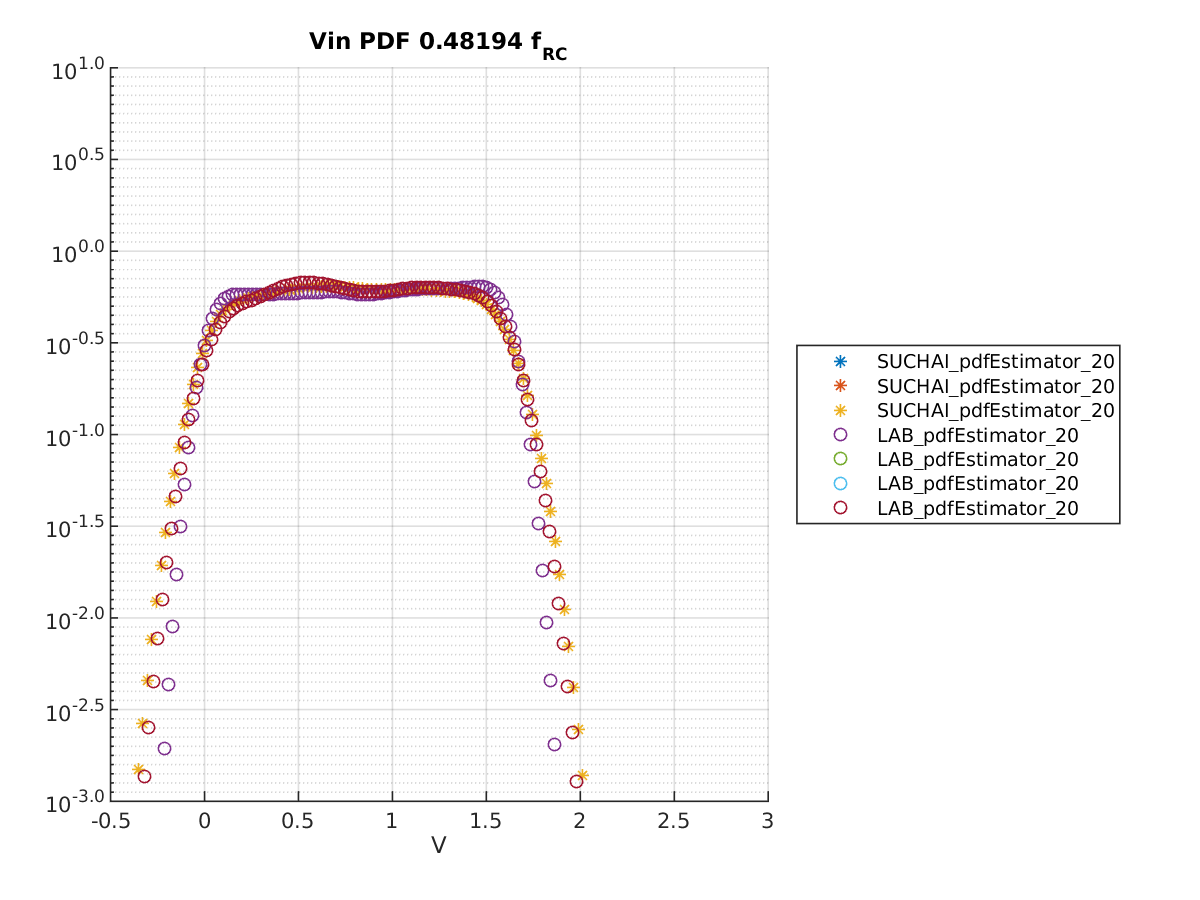 Vin PDF 0.48194 f_RC
10^1.0
10^0.5
10^0.0
10^-0.5
10^-1.0
10^-1.5
10^-2.0
10^-2.5
10^-3.0
-0.5 0 0.5 1 1.5 2 2.5 3
V
SUCHAI_pdfEstimator_20
SUCHAI_pdfEstimator_20
SUCHAI_pdfEstimator_20
LAB_pdfEstimator_20
LAB_pdfEstimator_20
LAB_pdfEstimator_20
LAB_pdfEstimator_20